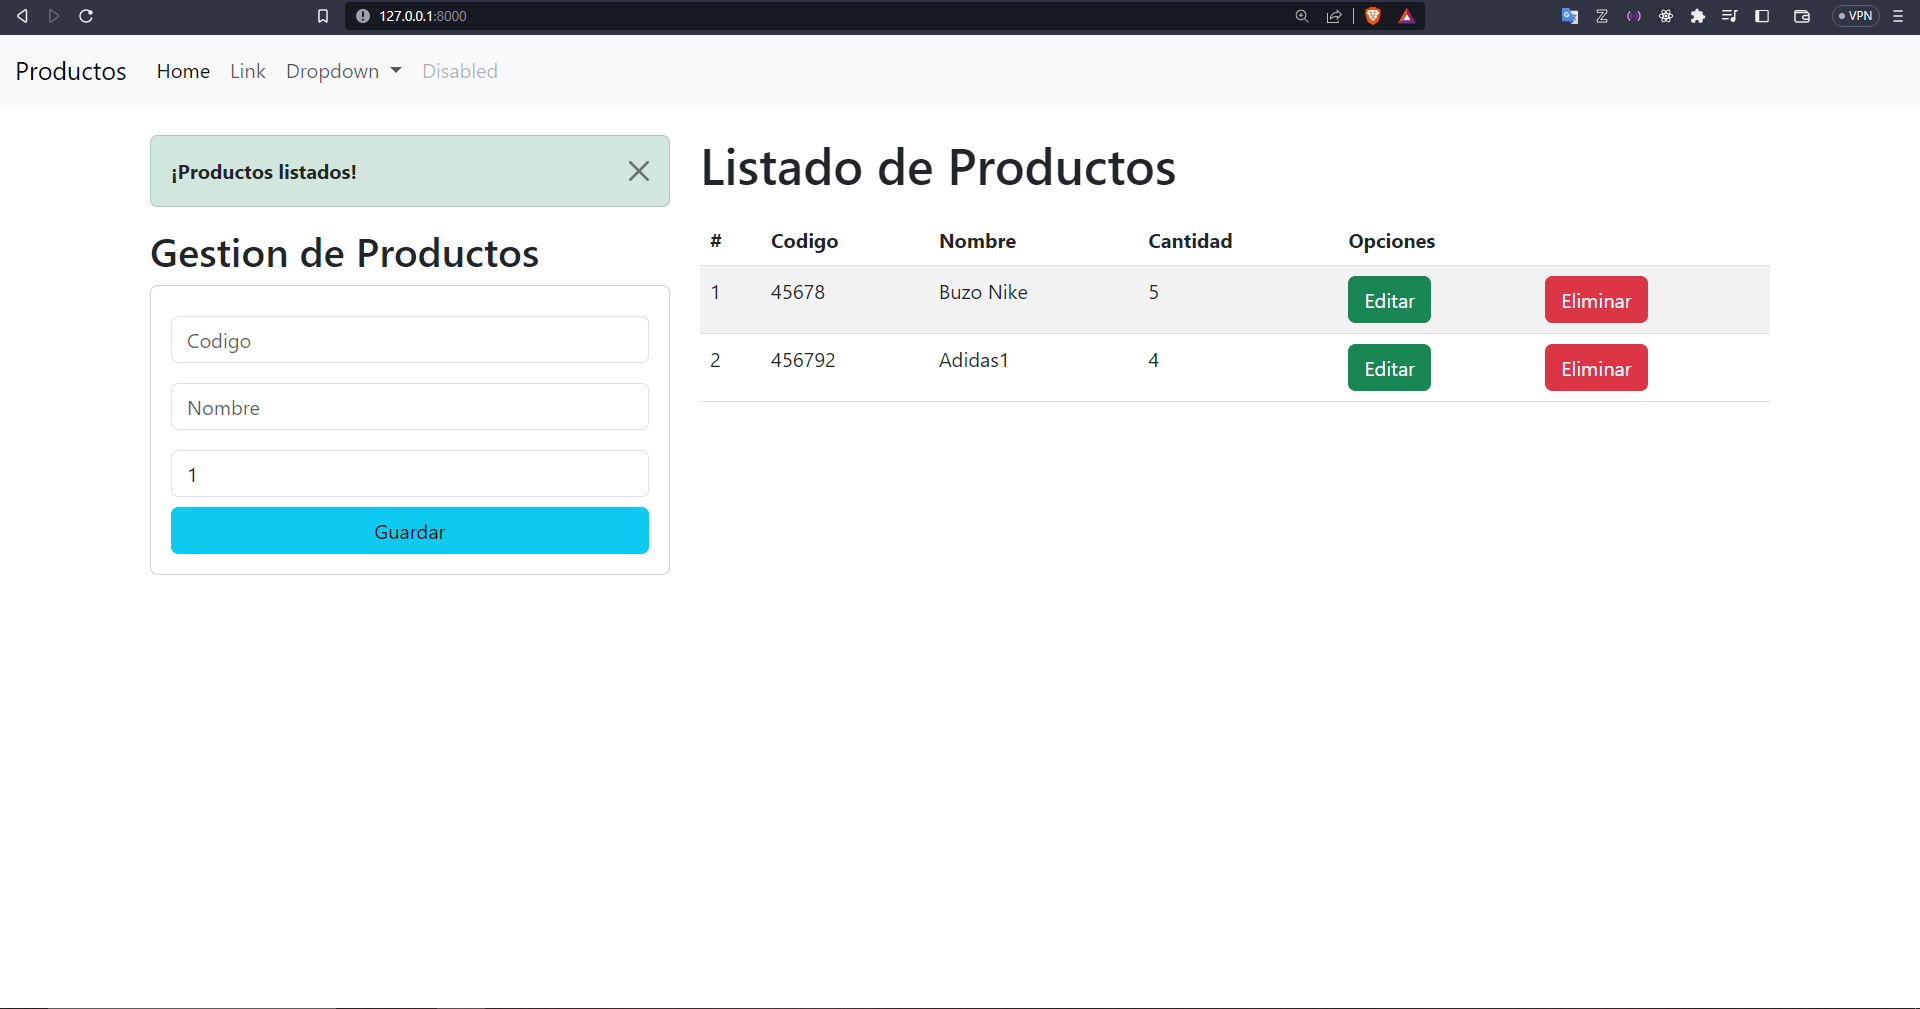 127.0.0.1:8000
VPN
Productos Home Link Dropdown Disabled
¡Productos listados!
Gestion de Productos
Codigo
Nombre
1
Guardar
Listado de Productos
# Codigo Nombre Cantidad Opciones
1 45678 Buzo Nike 5 Editar Eliminar
2 456792 Adidas1 4 Editar Eliminar